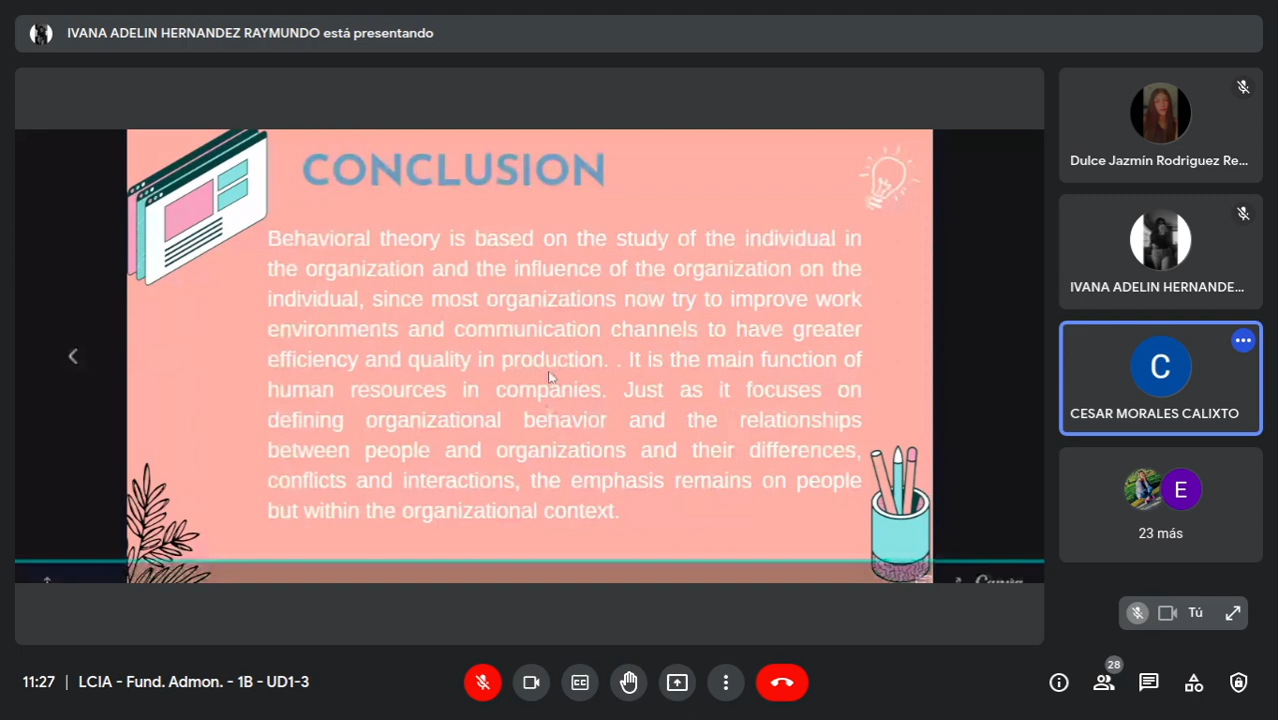 IVANA ADELIN HERNANDEZ RAYMUNDO está presentando
CONCLUSION
Behavioral theory is based on the study of the individual in
the organization and the influence of the organization on the
individual, since most organizations now try to improve work
environments and communication channels to have greater
efficiency and quality in production. . It is the main function of
human resources in companies. Just as it focuses on
defining organizational behavior and the relationships
between people and organizations and their differences,
conflicts and interactions, the emphasis remains on people
but within the organizational context.
Canva
Dulce Jazmín Rodriguez Re...
IVANA ADELIN HERNANDE...
C
CESAR MORALES CALIXTO
E
23 más
Tú
11:27 | LCIA - Fund. Admon. - 1B - UD1-3
28